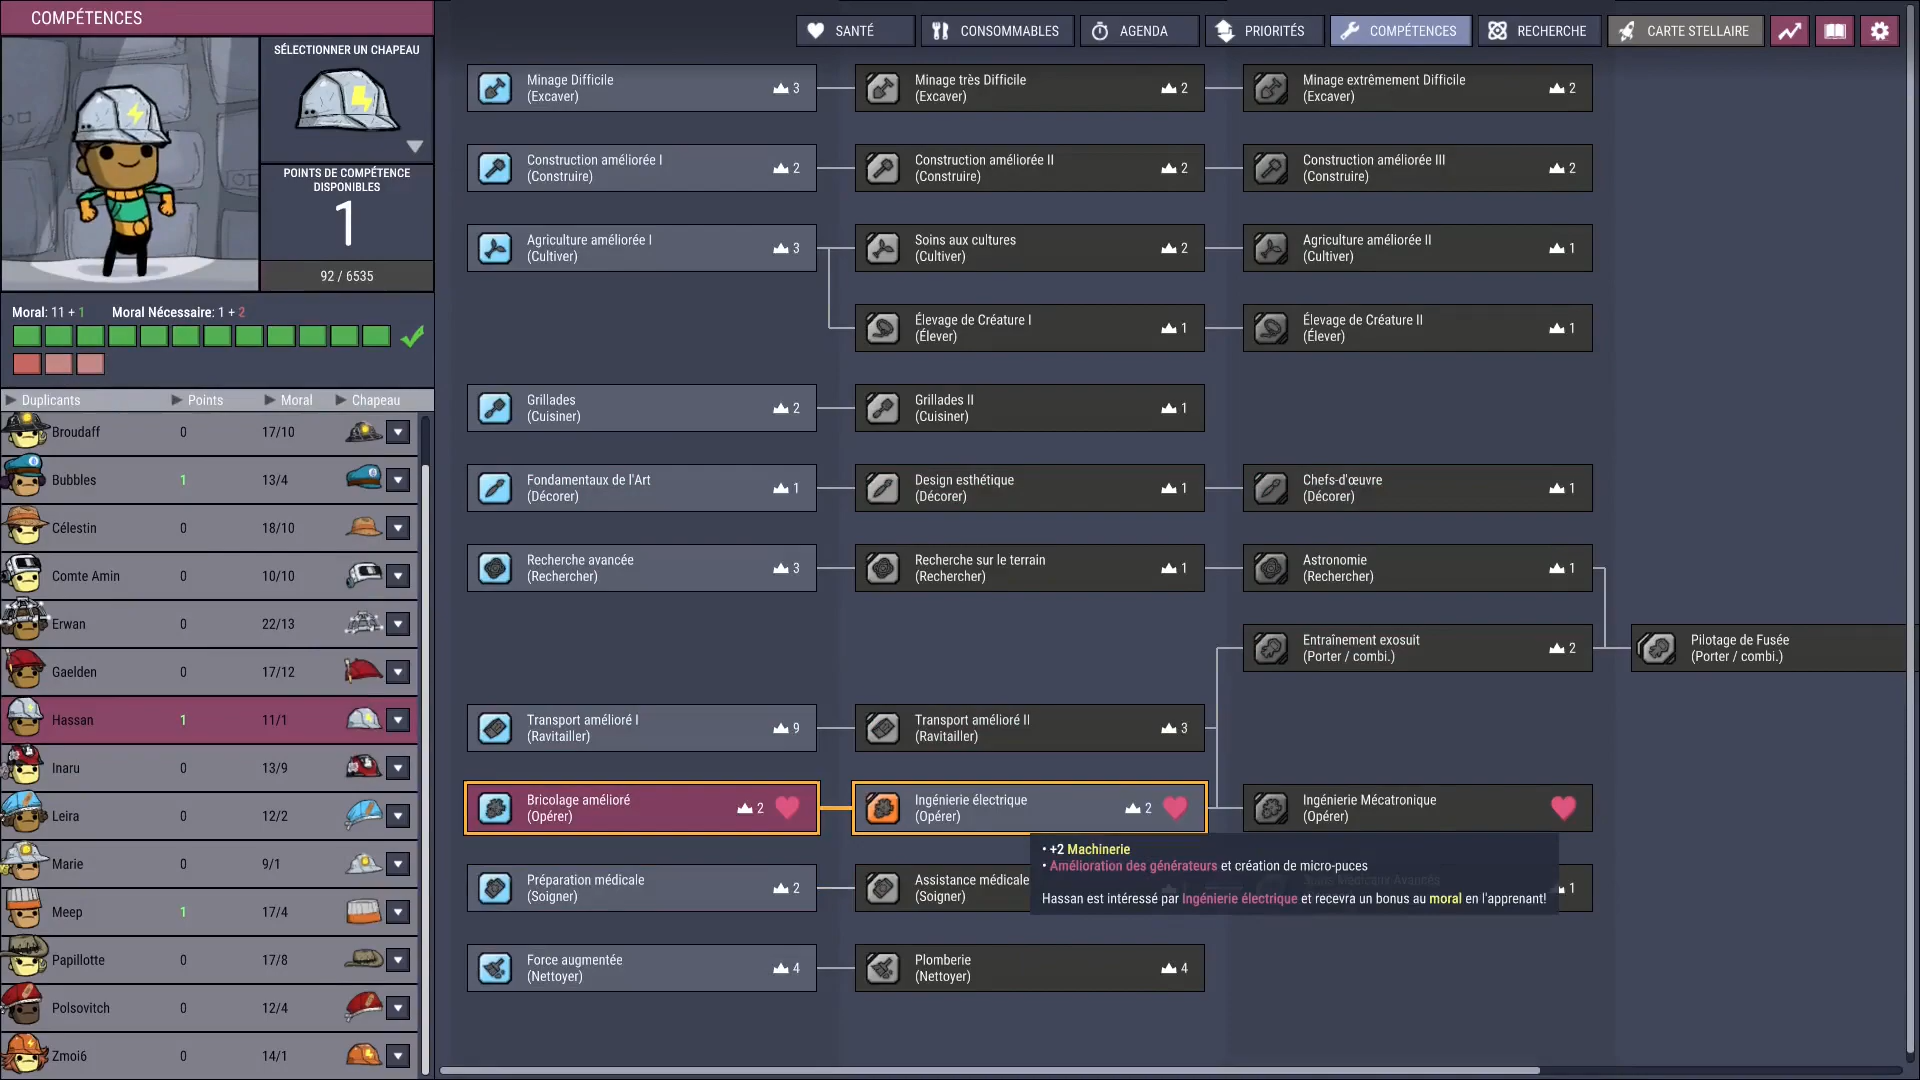 COMPÉTENCES
SÉLECTIONNER UN CHAPEAU
POINTS DE COMPÉTENCE
DISPONIBLES
1
92 / 6535
Moral: 11 + 1 Moral Nécessaire: 1 + 2
Duplicants Points Moral Chapeau
Broudaff 0 17/10
Bubbles 1 13/4
Célestin 0 18/10
Comte Amin 0 10/10
Erwan 0 22/13
Gaelden 0 17/12
Hassan 1 11/1
Inaru 0 13/9
Leira 0 12/2
Marie 0 9/1
Meep 1 17/4
Papillotte 0 17/8
Polsovitch 0 12/4
Zmoi6 0 14/1
SANTÉ CONSOMMABLES AGENDA PRIORITÉS COMPÉTENCES RECHERCHE CARTE STELLAIRE
Minage Difficile
(Excaver)
3
Minage très Difficile
(Excaver)
2
Minage extrêmement Difficile
(Excaver)
2
Construction améliorée I
(Construire)
2
Construction améliorée II
(Construire)
2
Construction améliorée III
(Construire)
2
Agriculture améliorée I
(Cultiver)
3
Soins aux cultures
(Cultiver)
2
Agriculture améliorée II
(Cultiver)
1
Élevage de Créature I
(Élever)
1
Élevage de Créature II
(Élever)
1
Grillades
(Cuisiner)
2
Grillades II
(Cuisiner)
1
Fondamentaux de l'Art
(Décorer)
1
Design esthétique
(Décorer)
1
Chefs-d'œuvre
(Décorer)
1
Recherche avancée
(Rechercher)
3
Recherche sur le terrain
(Rechercher)
1
Astronomie
(Rechercher)
1
Entraînement exosuit
(Porter / combi.)
2
Pilotage de Fusée
(Porter / combi.)
Transport amélioré I
(Ravitailler)
9
Transport amélioré II
(Ravitailler)
3
Bricolage amélioré
(Opérer)
2
Ingénierie électrique
(Opérer)
2
Ingénierie Mécatronique
(Opérer)
• +2 Machinerie
• Amélioration des générateurs et création de micro-puces
Hassan est intéressé par Ingénierie électrique et recevra un bonus au moral en l'apprenant!
Préparation médicale
(Soigner)
2
Assistance médicale
(Soigner)
1
Force augmentée
(Nettoyer)
4
Plomberie
(Nettoyer)
4